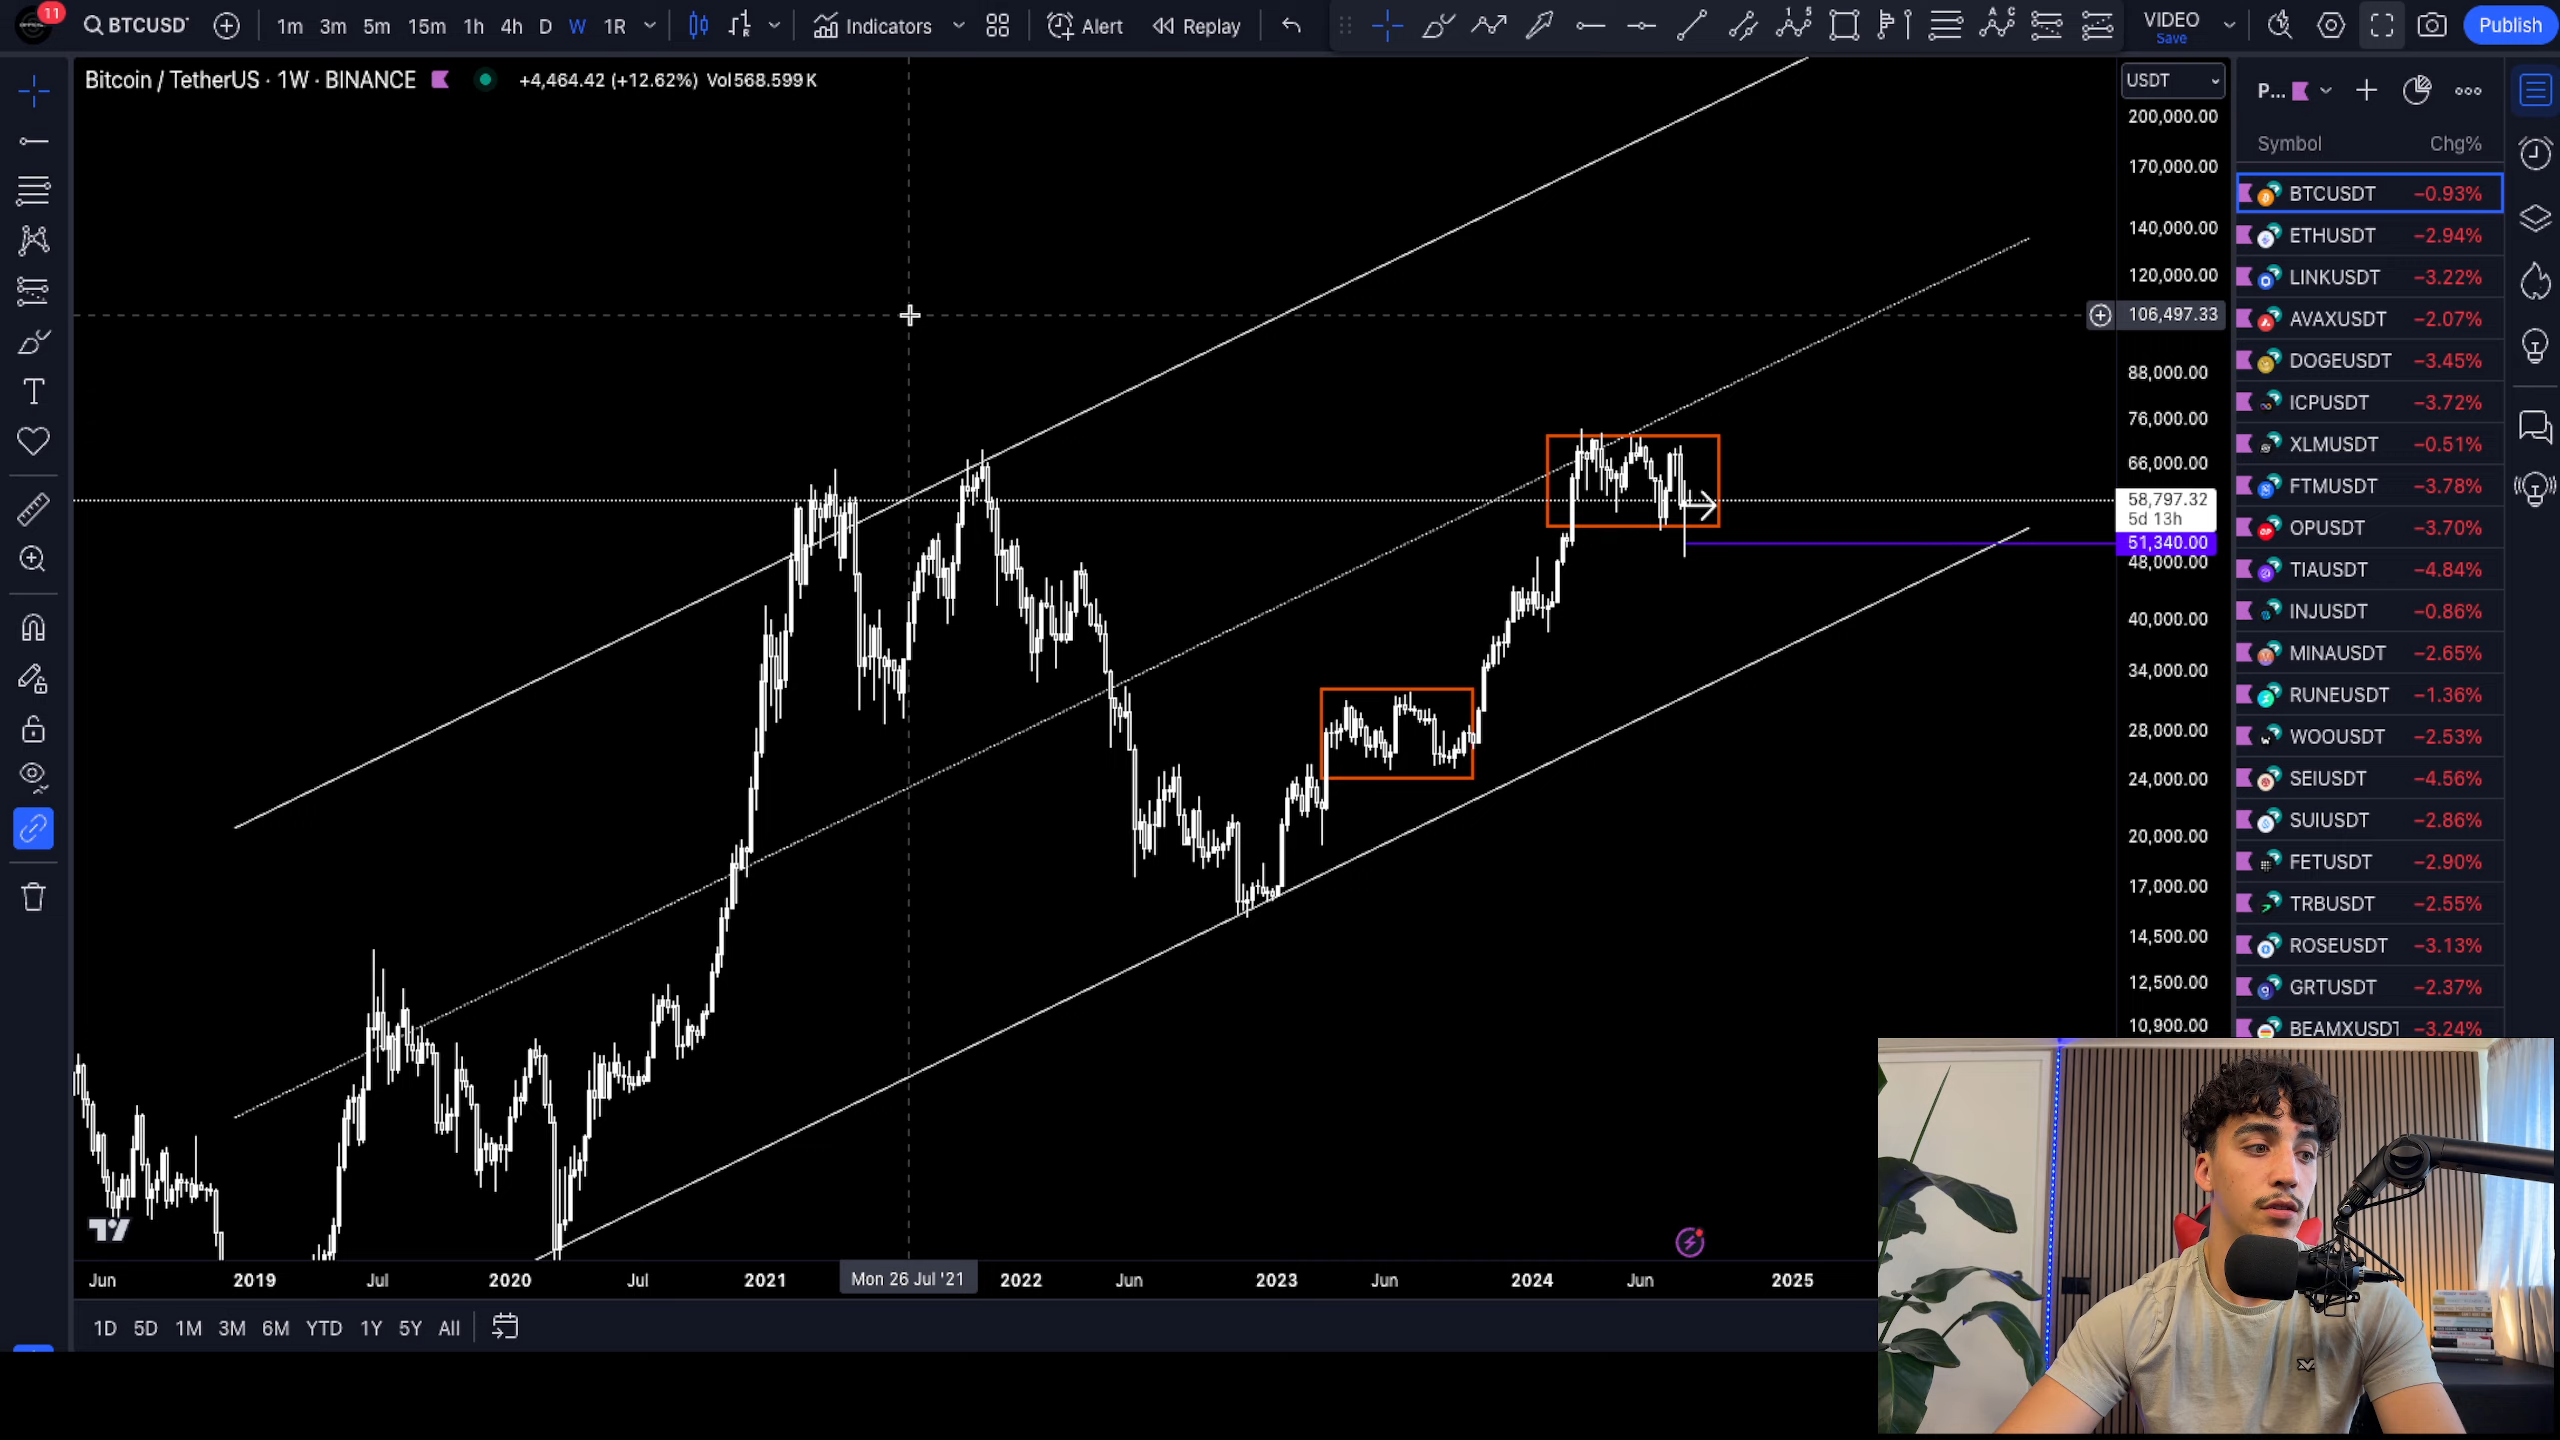 11
BTCUSDT
1m 3m 5m 15m 1h 4h D W 1R
Indicators
Alert
Replay
VIDEO
Save
Publish
Bitcoin / TetherUS · 1W · BINANCE
+4,464.42 (+12.62%) Vol568.599K
USDT
200,000.00
170,000.00
140,000.00
120,000.00
106,497.33
88,000.00
76,000.00
66,000.00
58,797.32
5d 13h
51,340.00
48,000.00
40,000.00
34,000.00
28,000.00
24,000.00
20,000.00
17,000.00
14,500.00
12,500.00
10,900.00
P...
Symbol Chg%
BTCUSDT −0.93%
ETHUSDT −2.94%
LINKUSDT −3.22%
AVAXUSDT −2.07%
DOGEUSDT −3.45%
ICPUSDT −3.72%
XLMUSDT −0.51%
FTMUSDT −3.78%
OPUSDT −3.70%
TIAUSDT −4.84%
INJUSDT −0.86%
MINAUSDT −2.65%
RUNEUSDT −1.36%
WOOUSDT −2.53%
SEIUSDT −4.56%
SUIUSDT −2.86%
FETUSDT −2.90%
TRBUSDT −2.55%
ROSEUSDT −3.13%
GRTUSDT −2.37%
BEAMXUSDT −3.24%
Jun 2019 Jul 2020 Jul 2021 Mon 26 Jul '21 2022 Jun 2023 Jun 2024 Jun 2025
1D 5D 1M 3M 6M YTD 1Y 5Y All